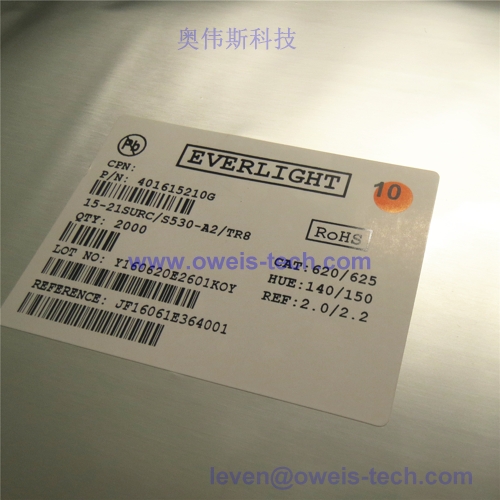 奥伟斯科技
Pb
EVERLIGHT
10
CPN:
P/N: 401615210G
15-21SURC/S530-A2/TR8
RoHS
QTY: 2000
www.oweis-tech.com
LOT NO: Y160620E2601KOY
CAT:620/625
HUE:140/150
REF:2.0/2.2
REFERENCE: JF16061E364001
leven@oweis-tech.com